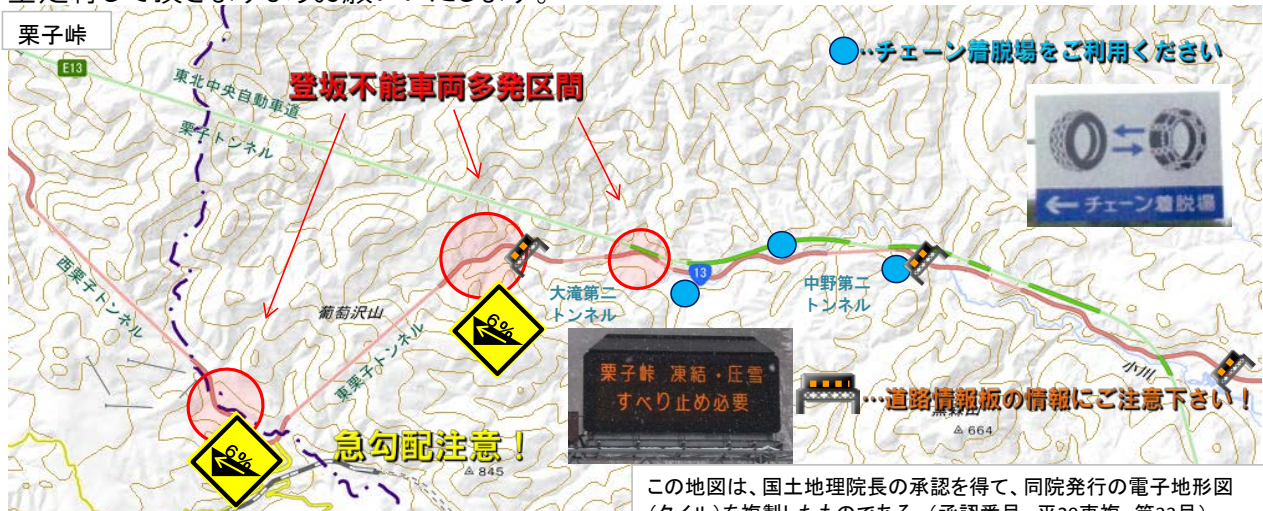 栗子峠
E13
東北中央自動車道
栗子トンネル
登坂不能車両多発区間
●…チェーン着脱場をご利用ください
←チェーン着脱場
西栗子トンネル
葡萄沢山
東栗子トンネル
大滝第二
トンネル
13
中野第二
トンネル
6%
6%
急勾配注意！
845
栗子峠 凍結・圧雪
すべり止め必要
小川
…道路情報板の情報にご注意下さい！
664
この地図は、国土地理院長の承認を得て、同院発行の電子地形図